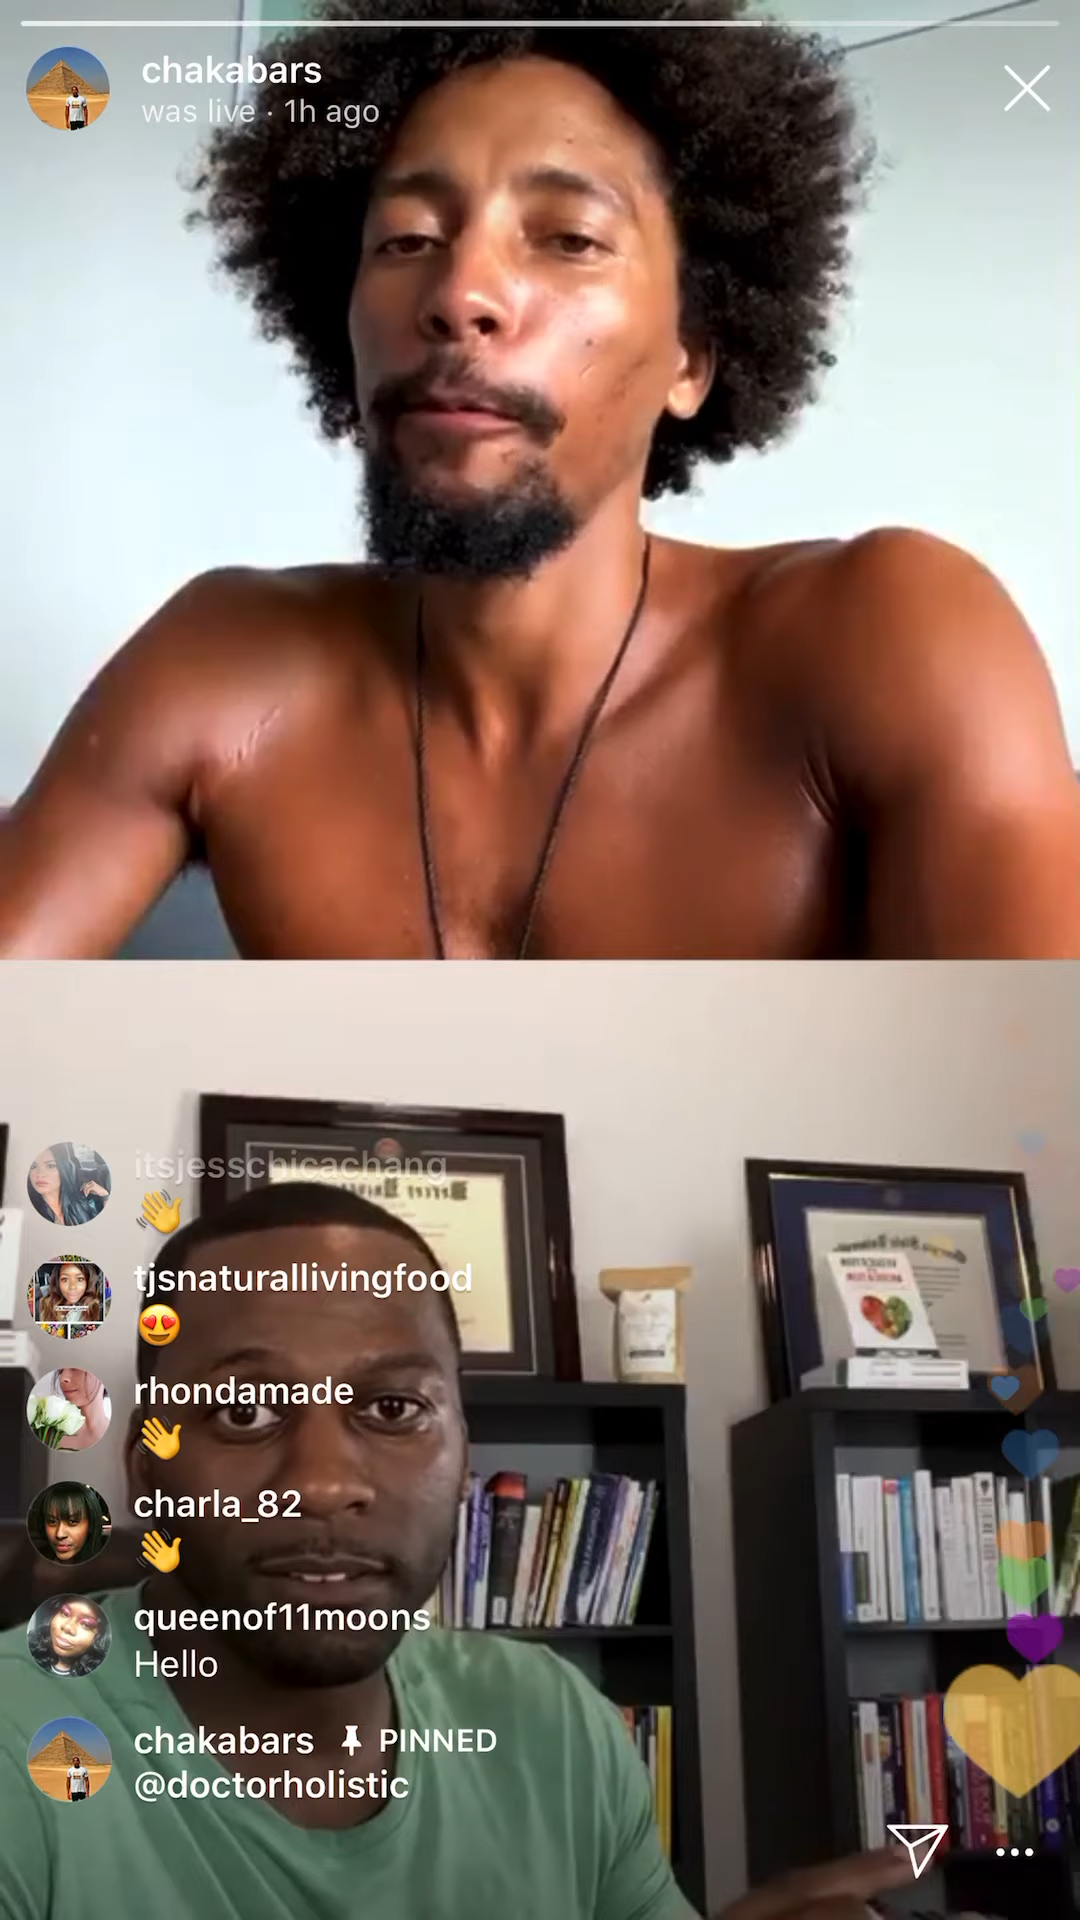 chakabars
was live · 1h ago
itsjesschicachang
👋
tjsnaturallivingfood
😍
rhondamade
👋
charla_82
👋
queenof11moons
Hello
chakabars PINNED
@doctorholistic